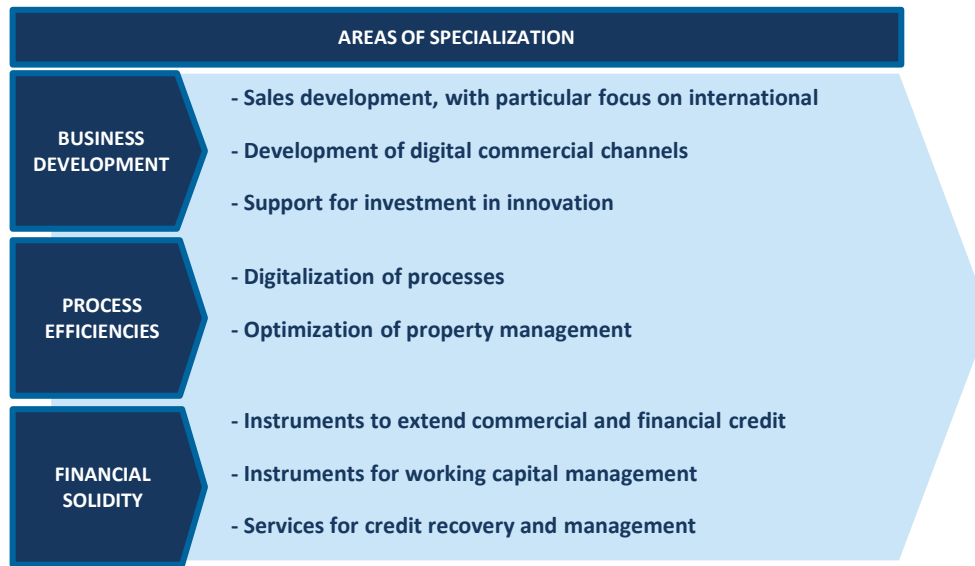 AREAS OF SPECIALIZATION
BUSINESS
DEVELOPMENT
- Sales development, with particular focus on international
- Development of digital commercial channels
- Support for investment in innovation
PROCESS
EFFICIENCIES
- Digitalization of processes
- Optimization of property management
FINANCIAL
SOLIDITY
- Instruments to extend commercial and financial credit
- Instruments for working capital management
- Services for credit recovery and management